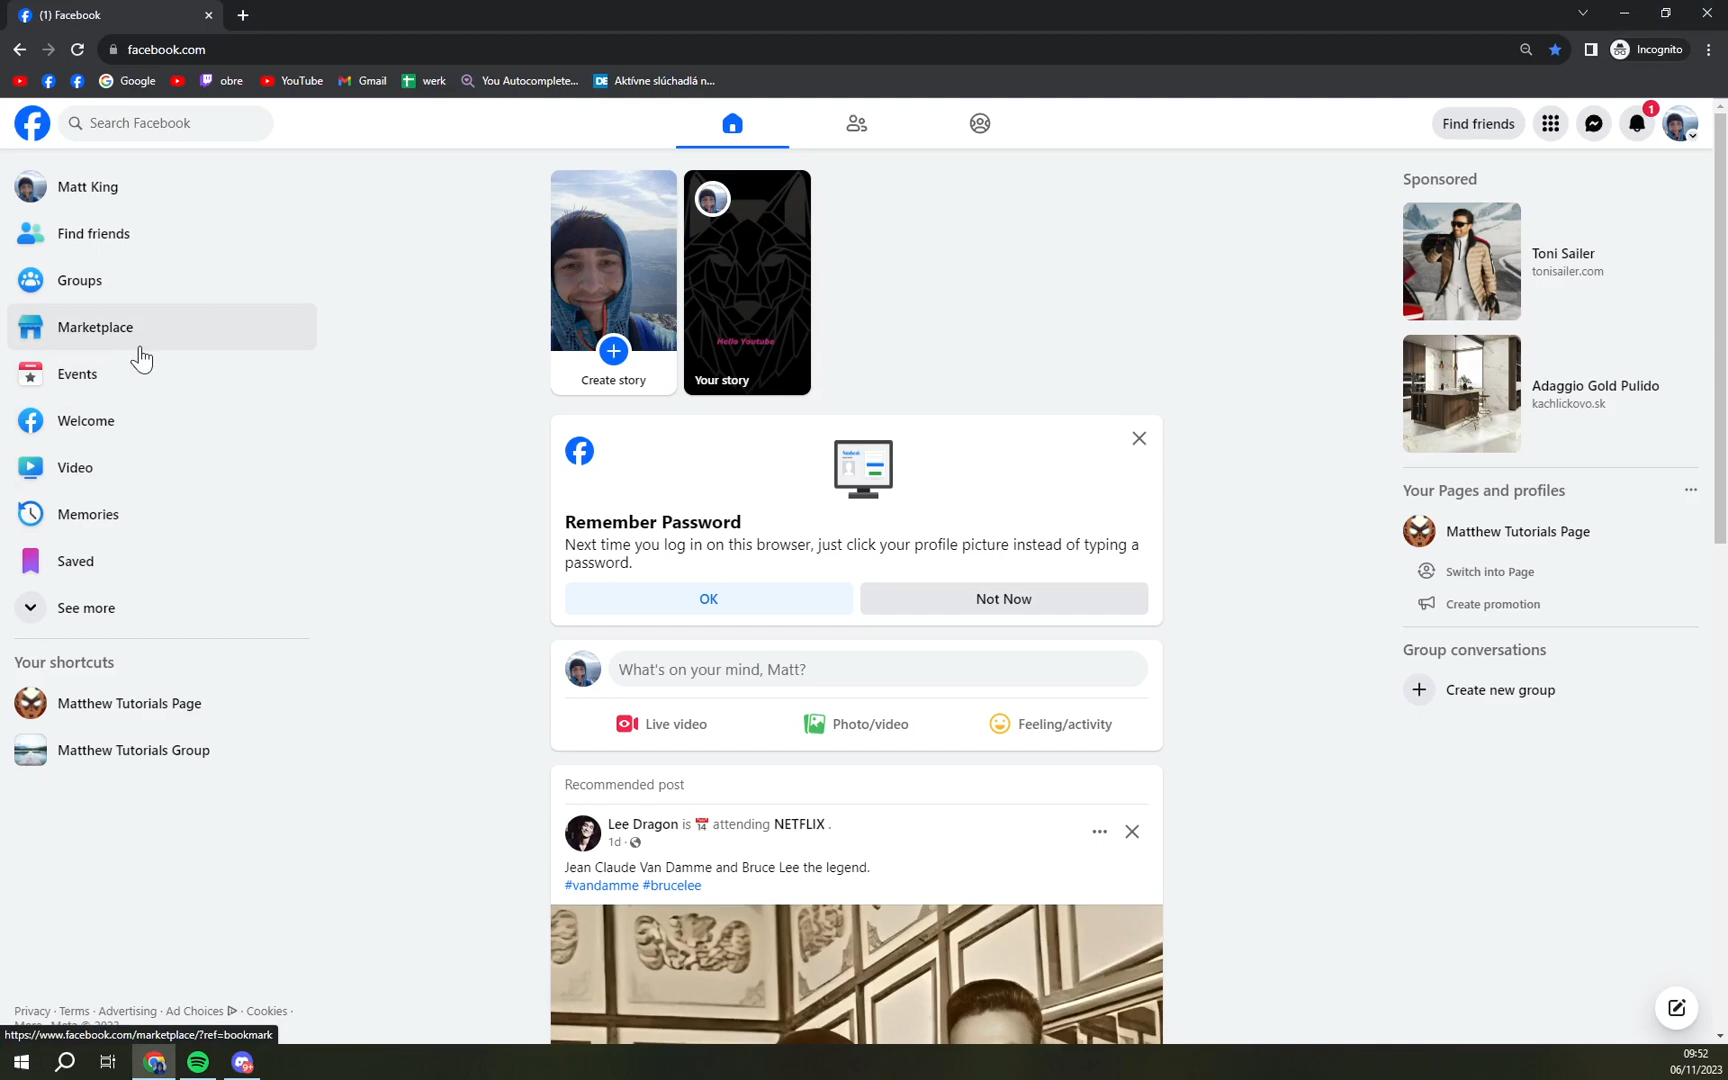 (1) Facebook
facebook.com
Incognito
Google
obre
YouTube
Gmail
werk
You Autocomplete...
DE Aktívne slúchadlá n...
Search Facebook
Find friends
1
Matt King
Find friends
Groups
Marketplace
Events
Welcome
Video
Memories
Saved
See more
Your shortcuts
Matthew Tutorials Page
Matthew Tutorials Group
Privacy · Terms · Advertising · Ad Choices · Cookies ·
https://www.facebook.com/marketplace/?ref=bookmark
Hello Youtube
Create story
Your story
Remember Password
Next time you log in on this browser, just click your profile picture instead of typing a
password.
OK
Not Now
What's on your mind, Matt?
Live video
Photo/video
Feeling/activity
Recommended post
Lee Dragon is 14 attending NETFLIX .
1d ·
Jean Claude Van Damme and Bruce Lee the legend.
#vandamme #brucelee
Sponsored
Toni Sailer
tonisailer.com
Adaggio Gold Pulido
kachlickovo.sk
Your Pages and profiles
Matthew Tutorials Page
Switch into Page
Create promotion
Group conversations
Create new group
9+
09:52
06/11/2023